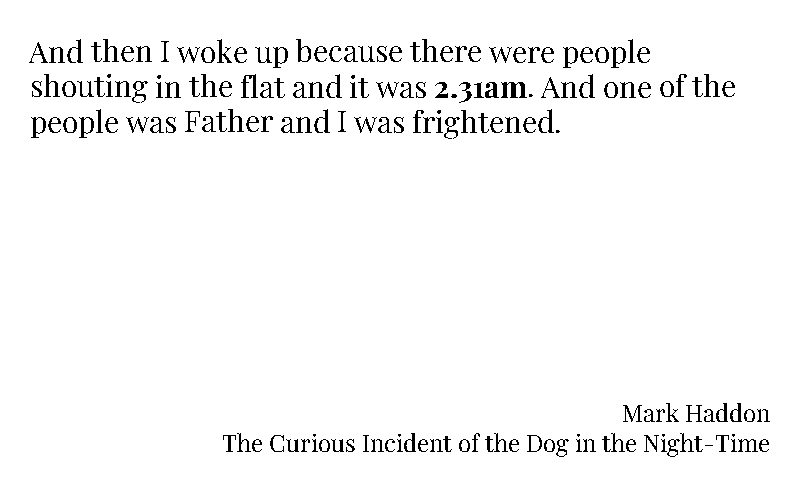 And then I woke up because there were people
shouting in the flat and it was 2.31am. And one of the
people was Father and I was frightened.
Mark Haddon
The Curious Incident of the Dog in the Night-Time